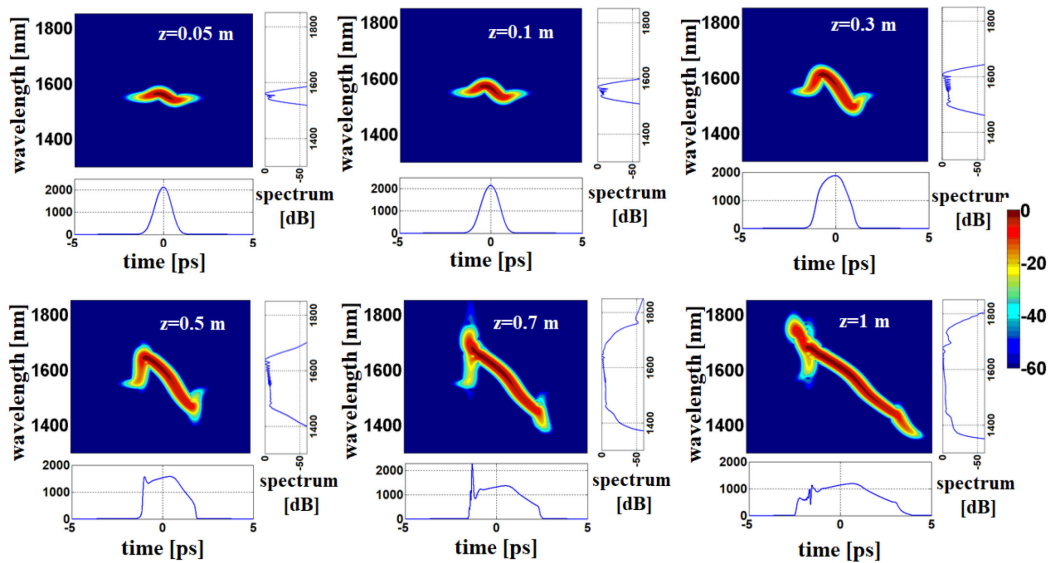 z=0.05 m
wavelength [nm]
1800
1600
1400
1800
1600
1400
0
-50
spectrum
[dB]
2000
1000
0
-5
0
5
time [ps]
z=0.1 m
wavelength [nm]
1800
1600
1400
1800
1600
1400
0
-50
spectrum
[dB]
2000
1000
0
-5
0
5
time [ps]
z=0.3 m
wavelength [nm]
1800
1600
1400
1800
1600
1400
0
-50
spectrum
[dB]
2000
1000
0
-5
0
5
time [ps]
0
-20
-40
-60
z=0.5 m
wavelength [nm]
1800
1600
1400
1800
1600
1400
0
-50
spectrum
[dB]
2000
1000
0
-5
0
5
time [ps]
z=0.7 m
wavelength [nm]
1800
1600
1400
1800
1600
1400
0
-50
spectrum
[dB]
2000
1000
0
-5
0
5
time [ps]
z=1 m
wavelength [nm]
1800
1600
1400
1800
1600
1400
0
-50
spectrum
[dB]
2000
1000
0
-5
0
5
time [ps]